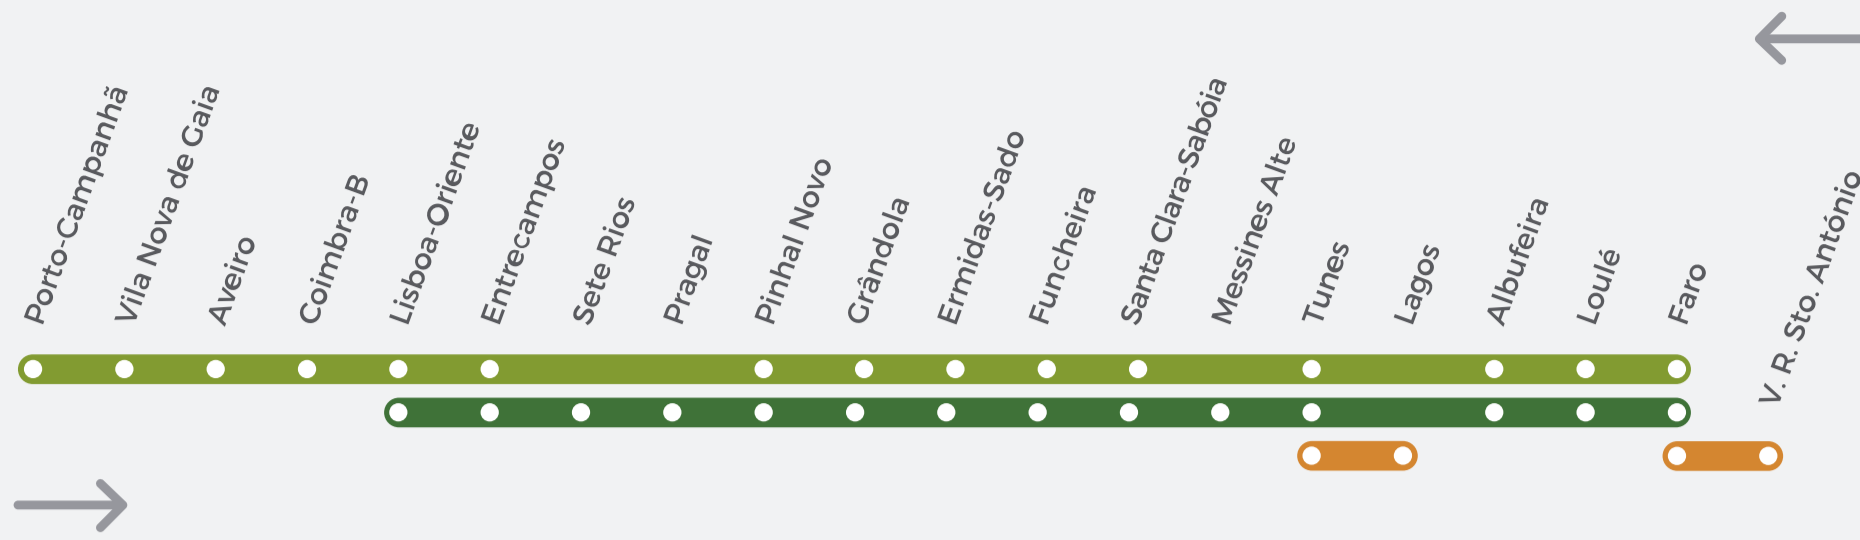 Porto-Campanhã
Vila Nova de Gaia
Aveiro
Coimbra-B
Lisboa-Oriente
Entrecampos
Sete Rios
Pragal
Pinhal Novo
Grândola
Ermidas-Sado
Funcheira
Santa Clara-Sabóia
Messines Alte
Tunes
Lagos
Albufeira
Loulé
Faro
V. R. Sto. António